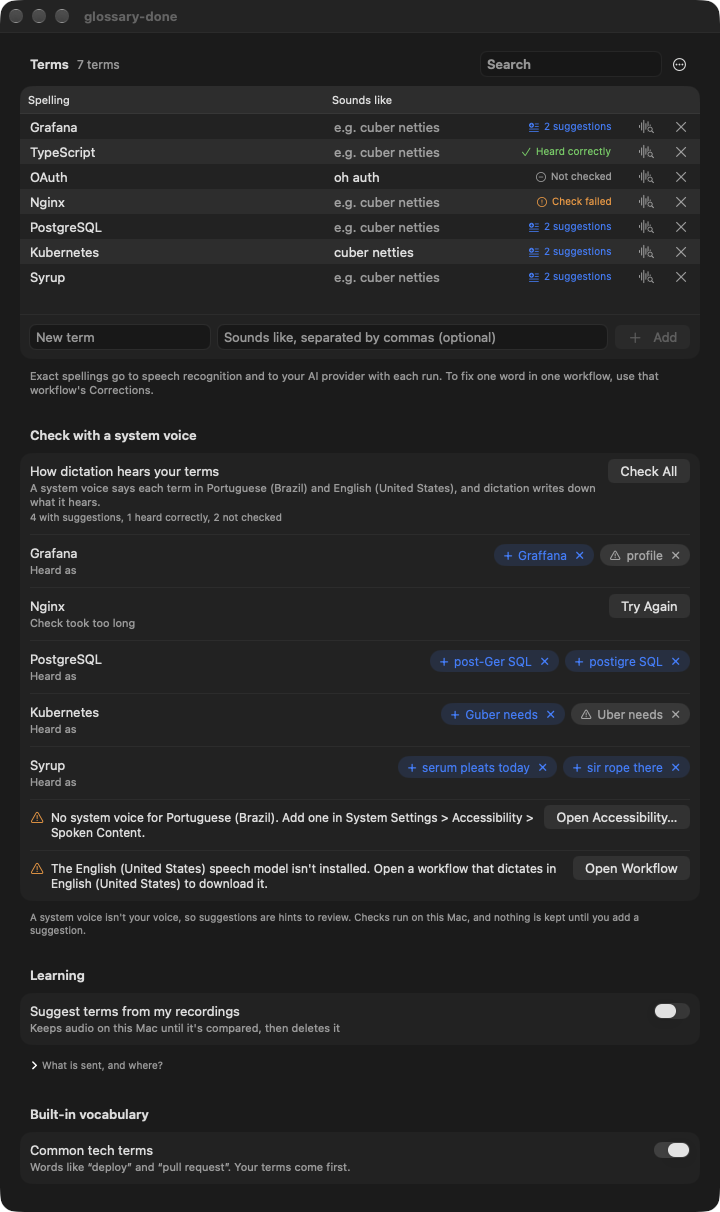 glossary-done
Terms 7 terms
Search
Spelling Sounds like
Grafana e.g. cuber netties 2 suggestions
TypeScript e.g. cuber netties Heard correctly
OAuth oh auth Not checked
Nginx e.g. cuber netties Check failed
PostgreSQL e.g. cuber netties 2 suggestions
Kubernetes cuber netties 2 suggestions
Syrup e.g. cuber netties 2 suggestions
New term Sounds like, separated by commas (optional) + Add
Exact spellings go to speech recognition and to your AI provider with each run. To fix one word in one workflow, use that
workflow's Corrections.
Check with a system voice
How dictation hears your terms Check All
A system voice says each term in Portuguese (Brazil) and English (United States), and dictation writes down
what it hears.
4 with suggestions, 1 heard correctly, 2 not checked
Grafana + Graffana × profile ×
Heard as
Nginx Try Again
Check took too long
PostgreSQL + post-Ger SQL × + postigre SQL ×
Heard as
Kubernetes + Guber needs × Uber needs ×
Heard as
Syrup + serum pleats today × + sir rope there ×
Heard as
No system voice for Portuguese (Brazil). Add one in System Settings > Accessibility > Open Accessibility...
Spoken Content.
The English (United States) speech model isn't installed. Open a workflow that dictates in Open Workflow
English (United States) to download it.
A system voice isn't your voice, so suggestions are hints to review. Checks run on this Mac, and nothing is kept until you add a
suggestion.
Learning
Suggest terms from my recordings
Keeps audio on this Mac until it's compared, then deletes it
What is sent, and where?
Built-in vocabulary
Common tech terms
Words like “deploy” and “pull request”. Your terms come first.